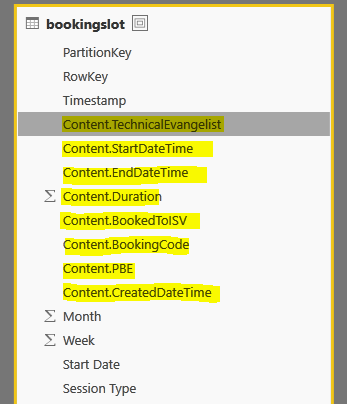 bookingslot
PartitionKey
RowKey
Timestamp
Content.TechnicalEvangelist
Content.StartDateTime
Content.EndDateTime
Σ Content.Duration
Content.BookedToISV
Content.BookingCode
Content.PBE
Content.CreatedDateTime
Σ Month
Σ Week
Start Date
Session Type